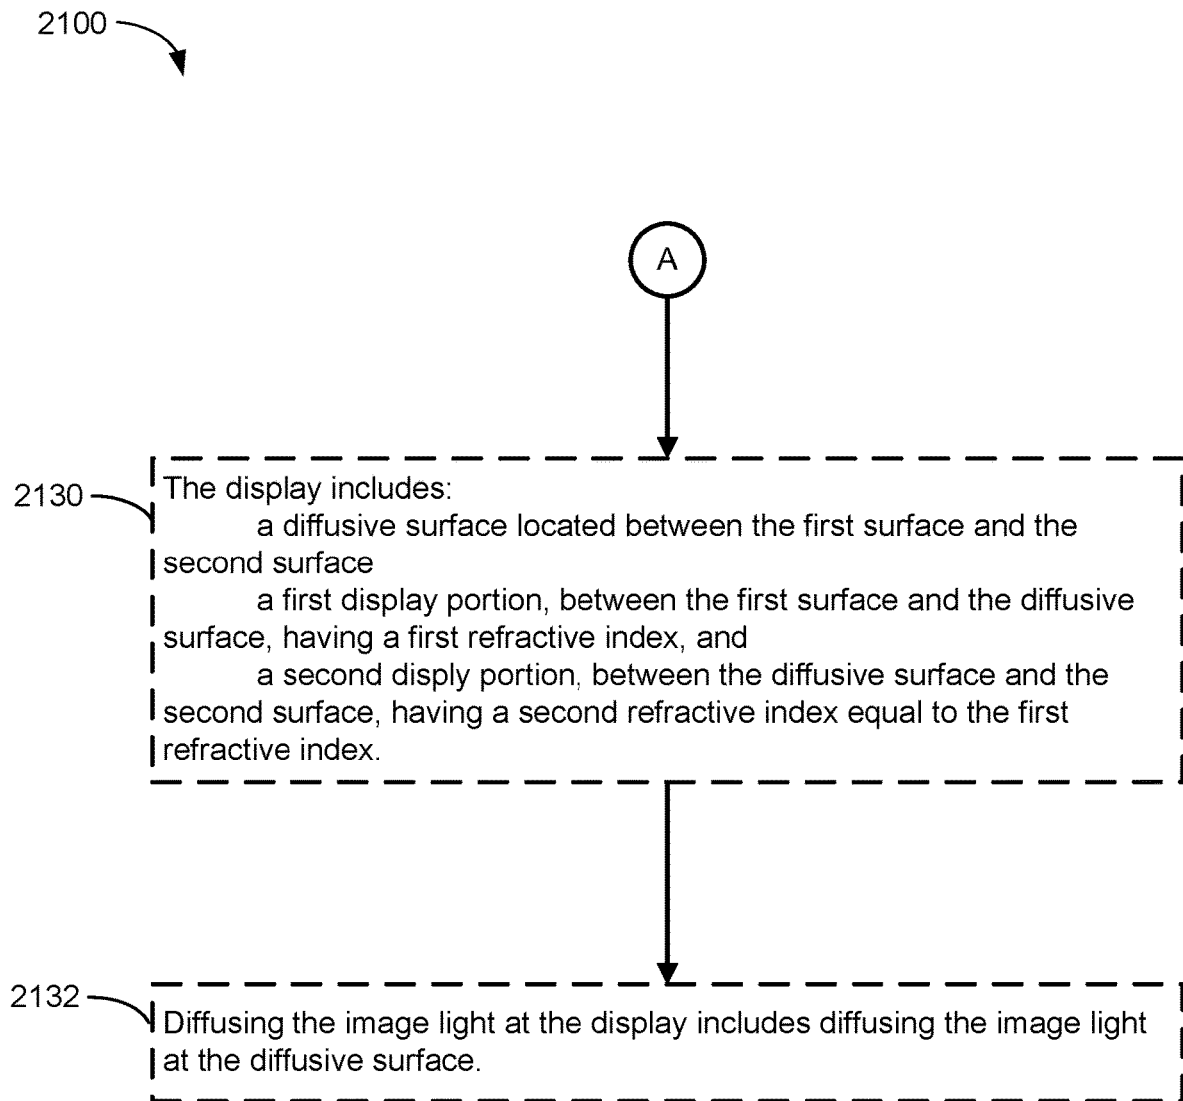 2100
A
2130
The display includes:
a diffusive surface located between the first surface and the
second surface
a first display portion, between the first surface and the diffusive
surface, having a first refractive index, and
a second disply portion, between the diffusive surface and the
second surface, having a second refractive index equal to the first
refractive index.
2132
Diffusing the image light at the display includes diffusing the image light
at the diffusive surface.